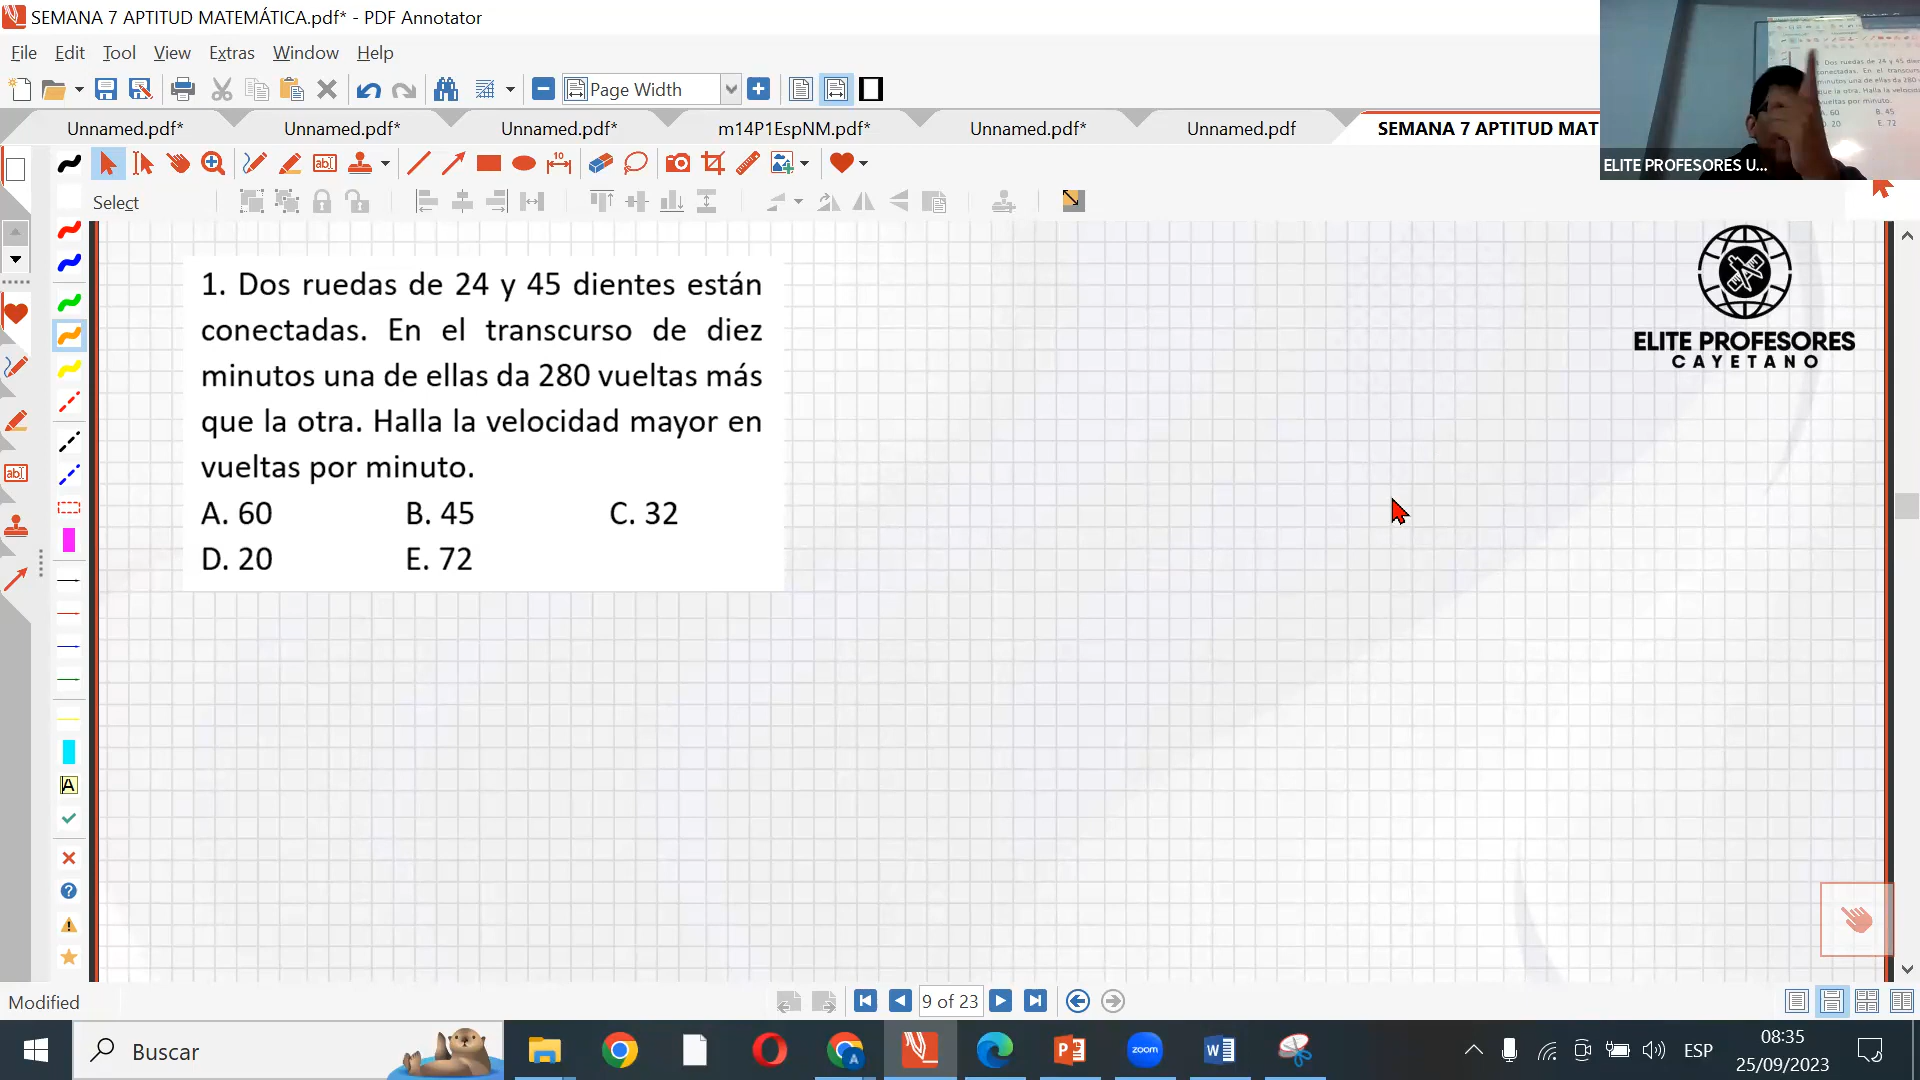 SEMANA 7 APTITUD MATEMÁTICA.pdf* - PDF Annotator
File Edit Tool View Extras Window Help
Page Width
Unnamed.pdf* Unnamed.pdf* Unnamed.pdf* m14P1EspNM.pdf* Unnamed.pdf* Unnamed.pdf SEMANA 7 APTITUD MAT
ELITE PROFESORES U...
Select
1. Dos ruedas de 24 y 45 dientes están
conectadas. En el transcurso de diez
minutos una de ellas da 280 vueltas más
que la otra. Halla la velocidad mayor en
vueltas por minuto.
A. 60 B. 45 C. 32
D. 20 E. 72
ELITE PROFESORES
CAYETANO
Modified
9 of 23
Buscar
zoom
ESP
08:35
25/09/2023